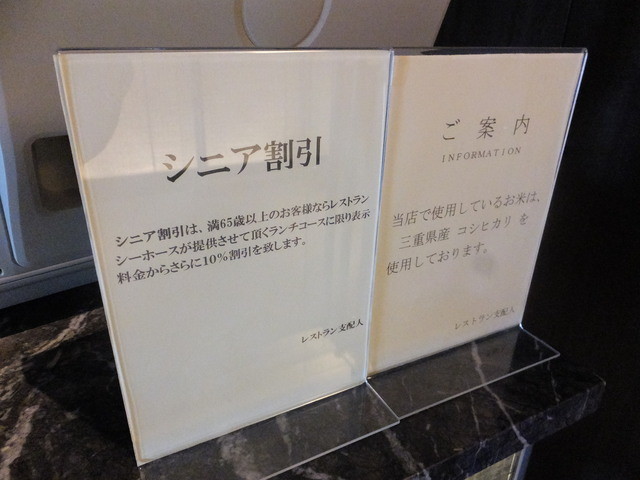 シニア割引
シニア割引は、満65歳以上のお客様ならレストラン
シーホースが提供させて頂くランチコースに限り表示
料金からさらに10%割引を致します。
レストラン支配人
ご案内
INFORMATION
当店で使用しているお米は、
三重県産 コシヒカリ を
使用しております。
レストラン支配人